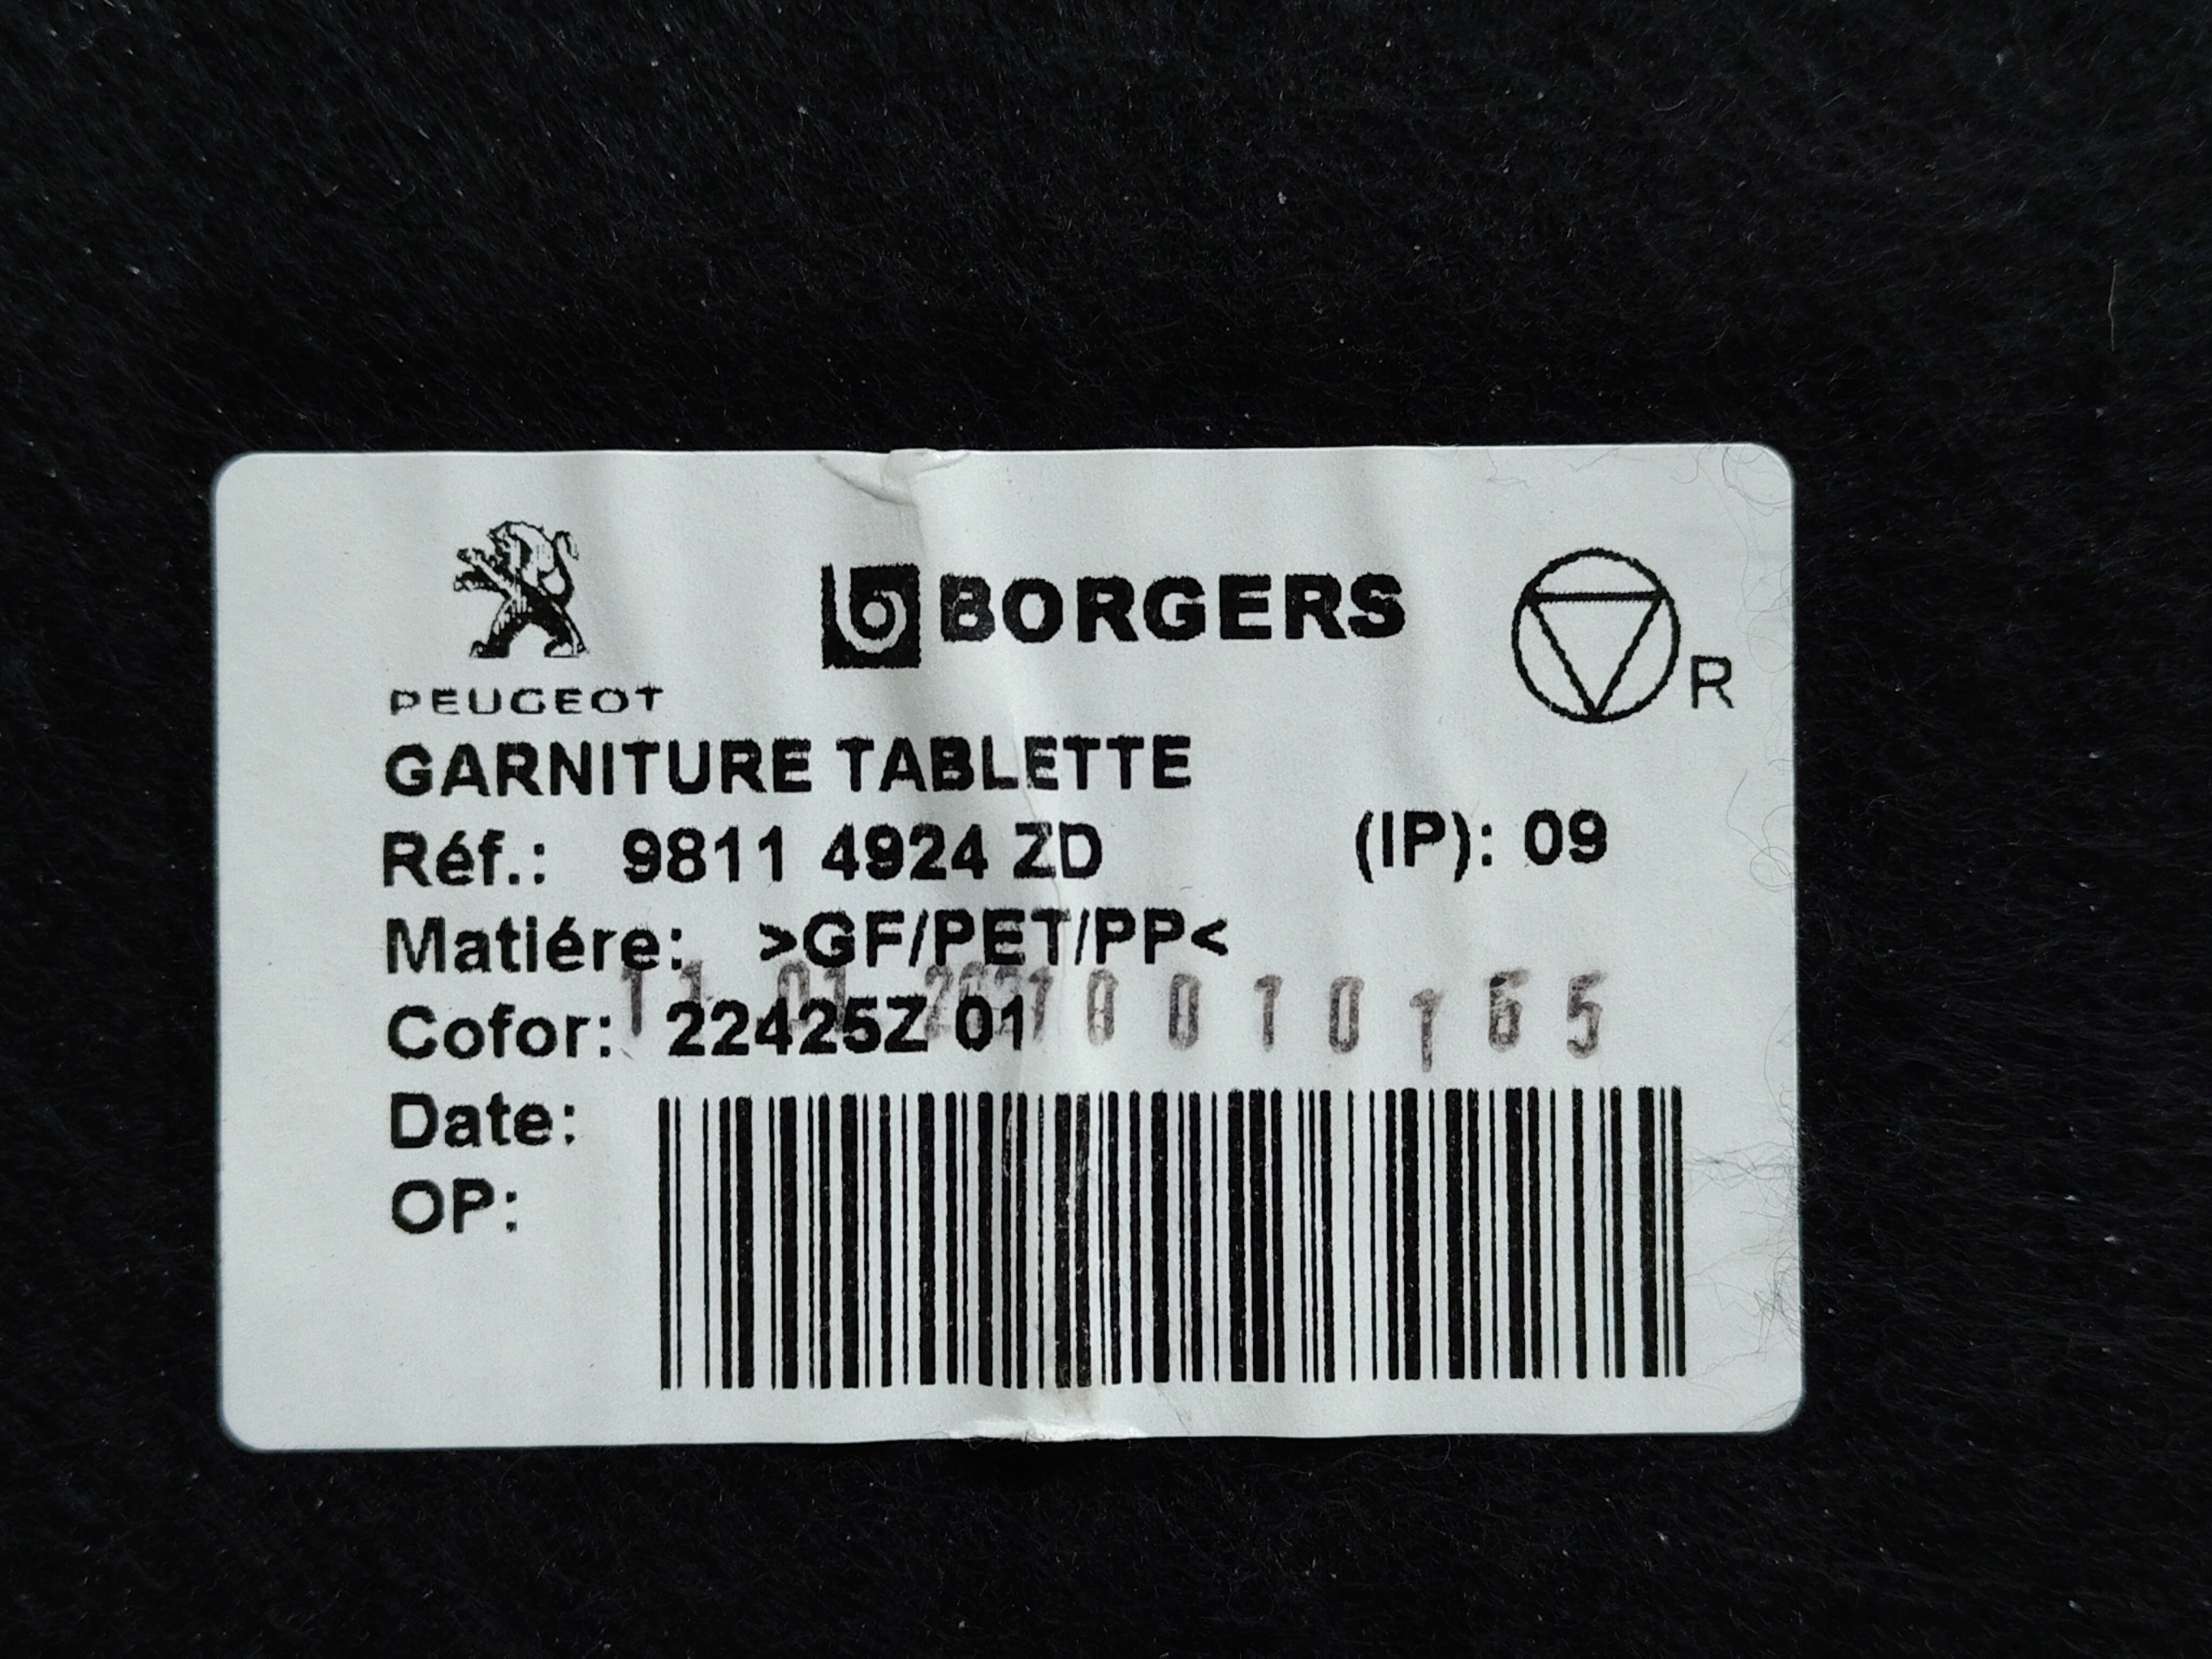 PEUGEOT
BORGERS
R
GARNITURE TABLETTE
Réf.: 9811 4924 ZD (IP): 09
Matiére: >GF/PET/PP<
Cofor: 22425Z 01
Date:
OP: